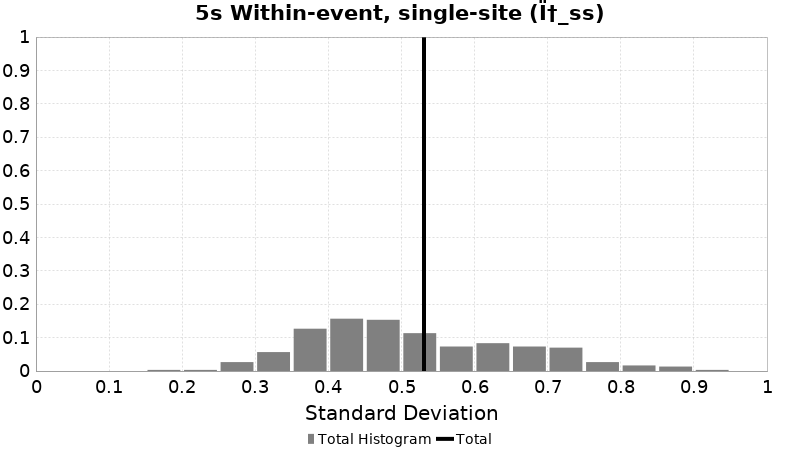 5s Within-event, single-site (Ï†_ss)
1
0.9
0.8
0.7
0.6
0.5
0.4
0.3
0.2
0.1
0
0 0.1 0.2 0.3 0.4 0.5 0.6 0.7 0.8 0.9 1
Standard Deviation
Total Histogram Total